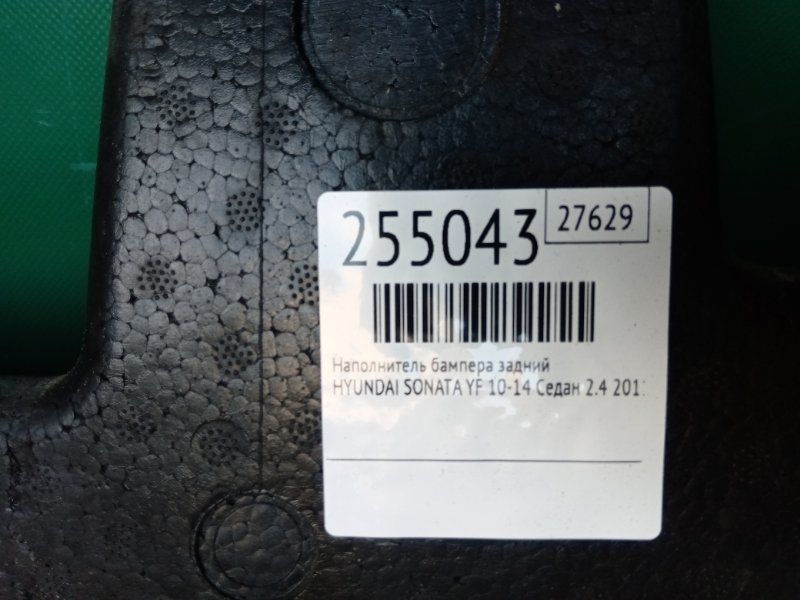 255043
27629
Наполнитель бампера задний
HYUNDAI SONATA YF 10-14 Седан 2.4